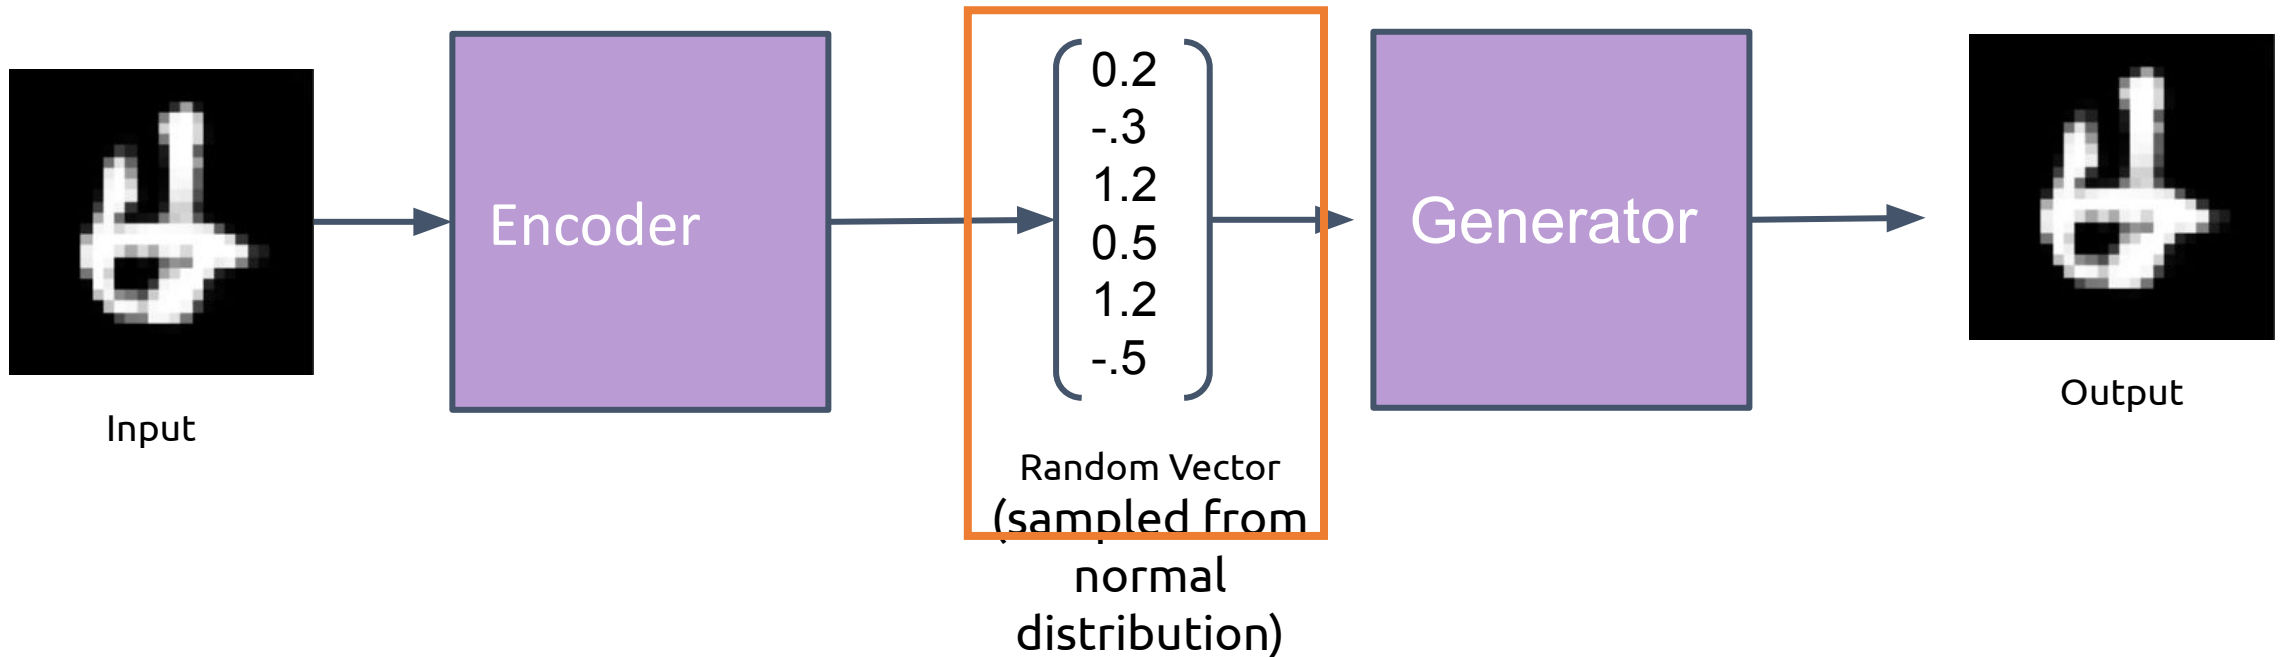 Input
Encoder
0.2
-.3
1.2
0.5
1.2
-.5
Random Vector
(sampled from
normal
distribution)
Generator
Output